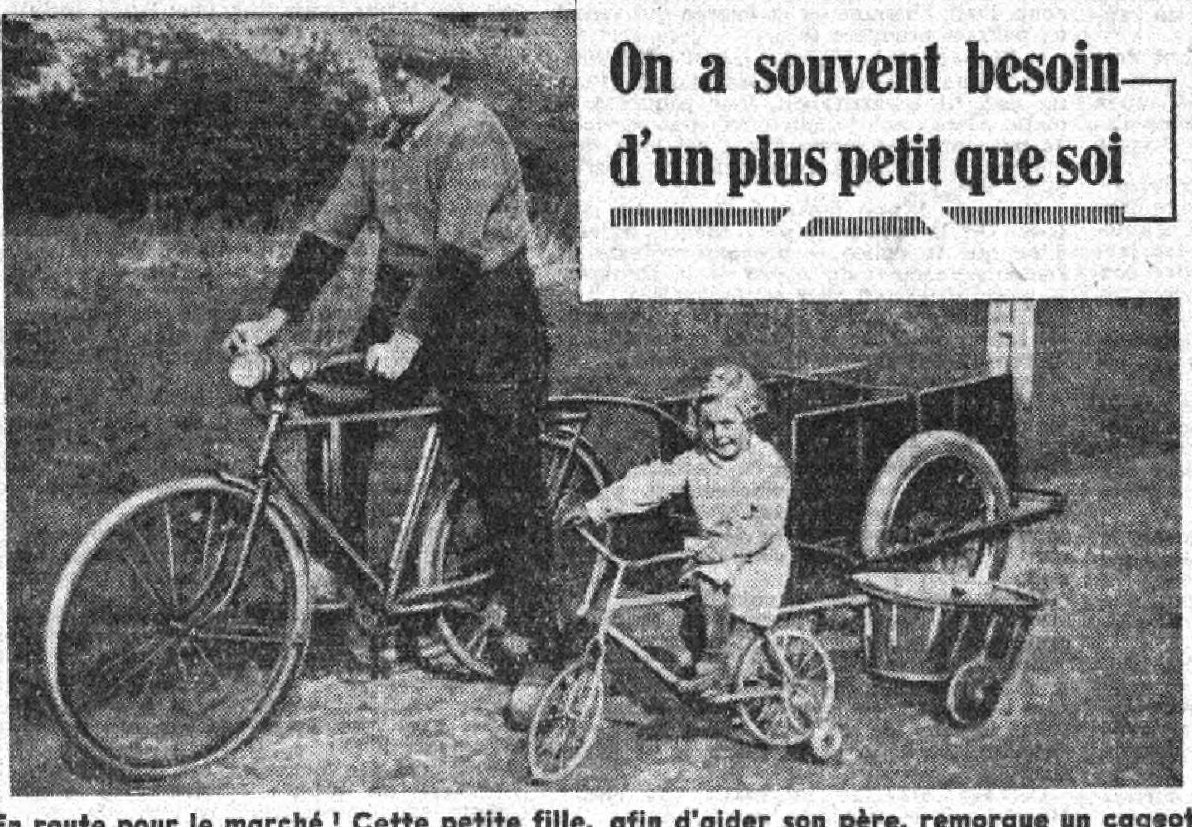 On a souvent besoin
d'un plus petit que soi
En route pour le marché ! Cette petite fille, afin d'aider son père, remorque un cageot